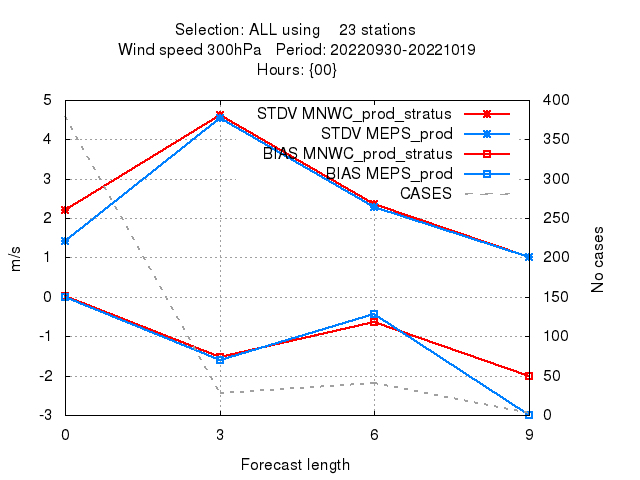 Selection: ALL using 23 stations
Wind speed 300hPa Period: 20220930-20221019
Hours: {00}
STDV MNWC_prod_stratus
STDV MEPS_prod
BIAS MNWC_prod_stratus
BIAS MEPS_prod
CASES
5
4
3
2
1
0
-1
-2
-3
m/s
400
350
300
250
200
150
100
50
0
No cases
0 3 6 9
Forecast length